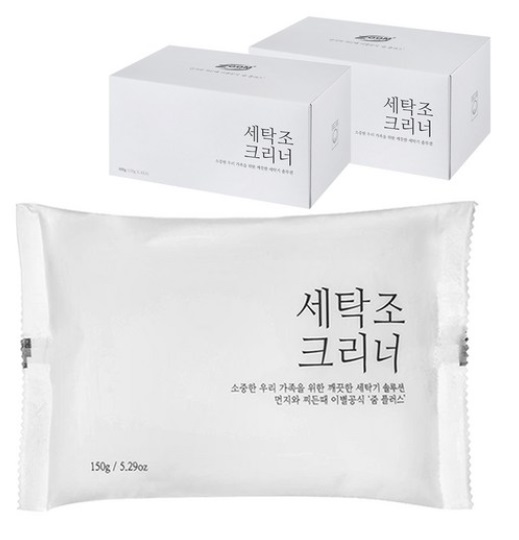 세탁조
크리너
세탁조
크리너
세탁조
크리너
소중한 우리 가족을 위한 깨끗한 세탁기 솔루션
먼지와 찌든때 이별공식 '줌 플러스'
150g / 5.29oz